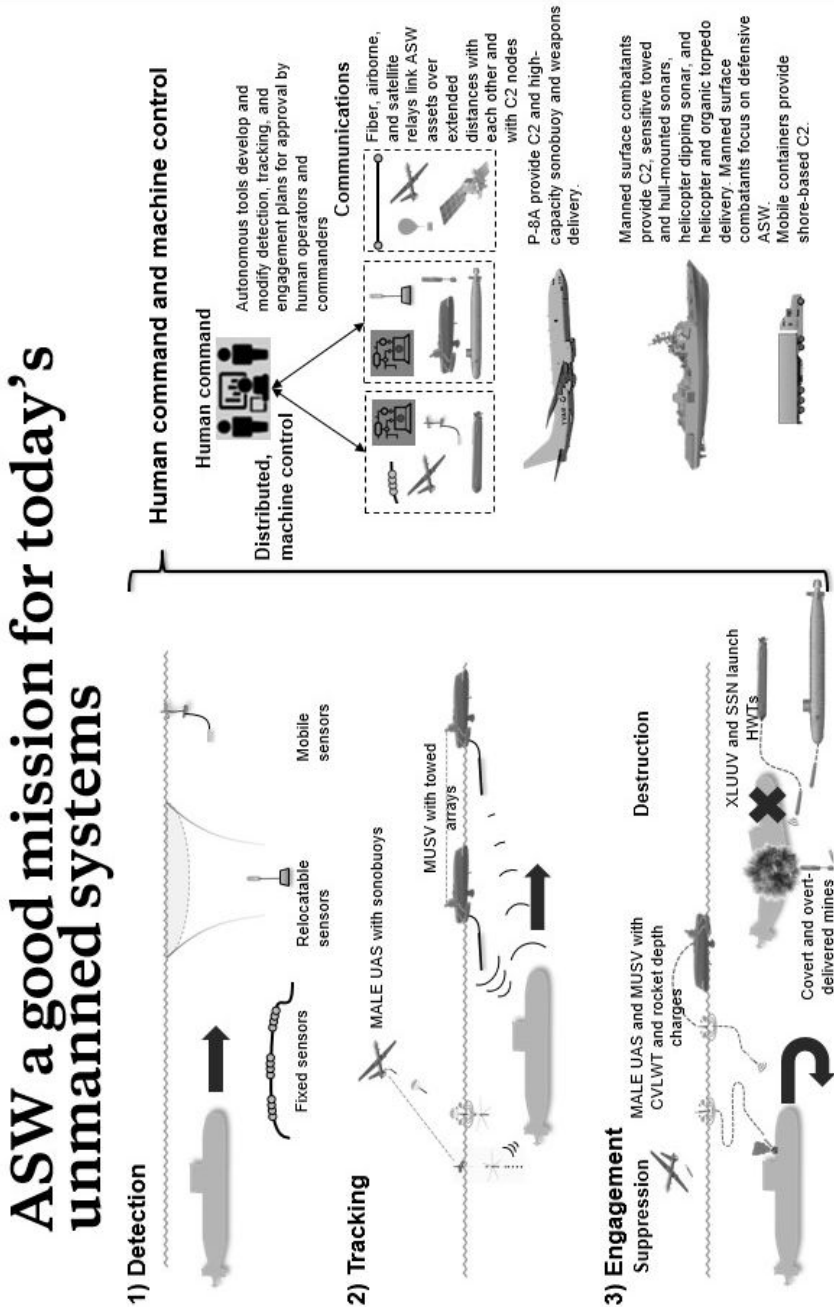 ASW a good mission for today's
unmanned systems
1) Detection
Fixed sensors
Relocatable
sensors
Mobile
sensors
2) Tracking
MALE UAS with sonobuoys
MUSV with towed
arrays
3) Engagement
Suppression
MALE UAS and MUSV with
CVLWT and rocket depth
charges
Destruction
XLUUV and SSN launch
HWTs
Covert and overt-
delivered mines
Human command and machine control
Human command
Autonomous tools develop and
modify detection, tracking, and
engagement plans for approval by
human operators and
commanders
Distributed,
machine control
Communications
Fiber, airborne,
and satellite
relays link ASW
assets over
extended
distances with
each other and
with C2 nodes
P-8A provide C2 and high-
capacity sonobuoy and weapons
delivery.
Manned surface combatants
provide C2, sensitive towed
and hull-mounted sonars,
helicopter dipping sonar, and
helicopter and organic torpedo
delivery. Manned surface
combatants focus on defensive
ASW.
Mobile containers provide
shore-based C2.